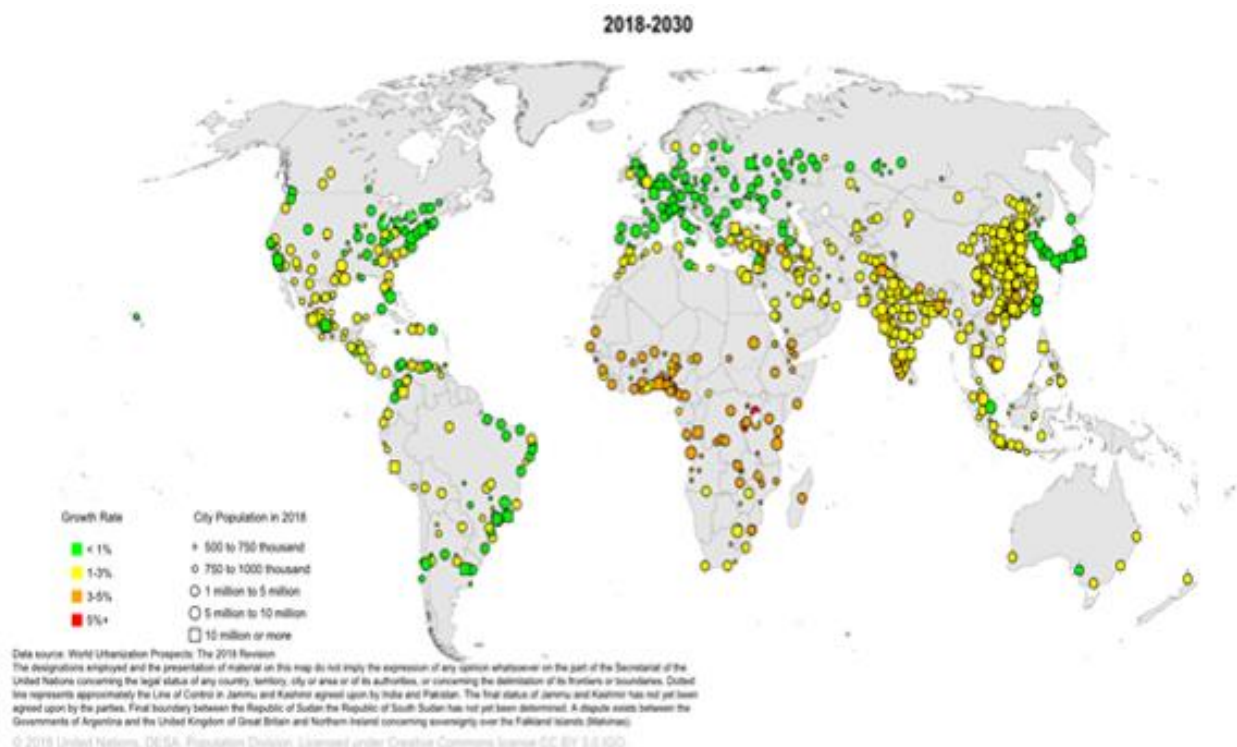 2018-2030
Growth Rate
< 1%
1-3%
3-5%
5%+
City Population in 2018
500 to 750 thousand
750 to 1000 thousand
1 million to 5 million
5 million to 10 million
10 million or more
Data source: World Urbanization Prospects: The 2018 Revision
The designations employed and the presentation of material on this map do not imply the expression of any opinion whatsoever on the part of the Secretariat of the
United Nations concerning the legal status of any country, territory, city or area or of its authorities, or concerning the delimitation of its frontiers or boundaries. Dotted
line represents approximately the Line of Control in Jammu and Kashmir agreed upon by India and Pakistan. The final status of Jammu and Kashmir has not yet been
agreed upon by the parties. Final boundary between the Republic of Sudan the Republic of South Sudan has not yet been determined. A dispute exists between the
Governments of Argentina and the United Kingdom of Great Britain and Northern Ireland concerning sovereignty over the Falkland Islands (Malvinas).
© 2018 United Nations, DESA, Population Division. Licensed under Creative Commons license CC BY 3.0 IGO.